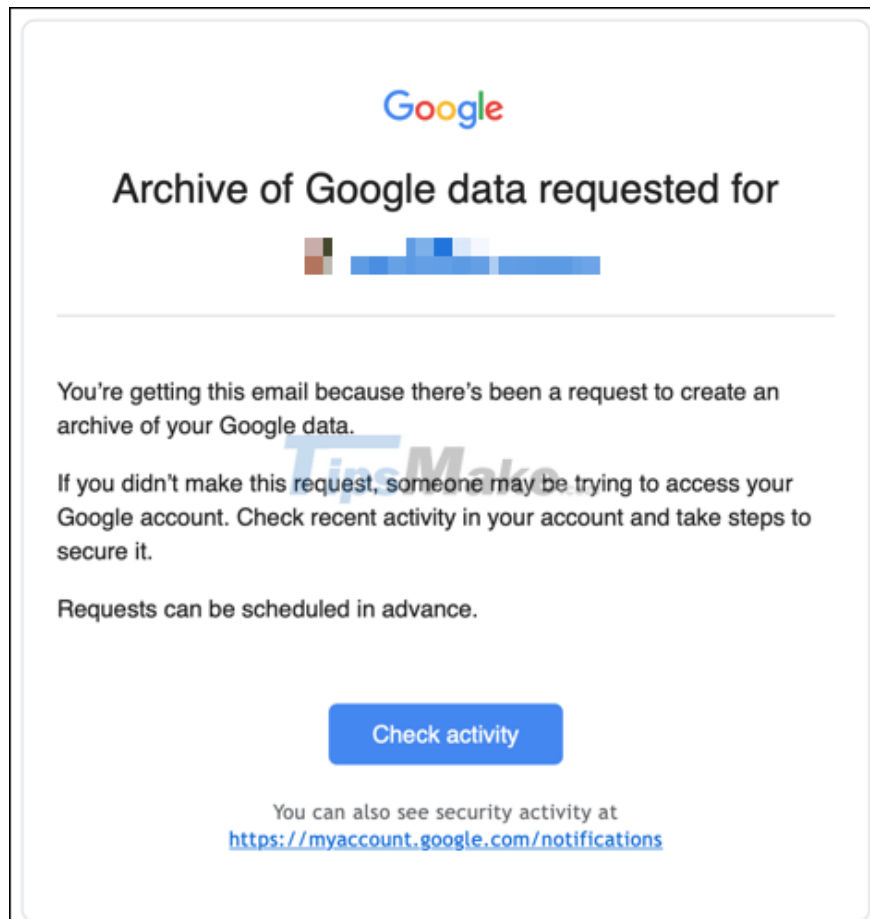 Google
Archive of Google data requested for
You're getting this email because there's been a request to create an
archive of your Google data.
TipsMake.com
If you didn't make this request, someone may be trying to access your
Google account. Check recent activity in your account and take steps to
secure it.
Requests can be scheduled in advance.
Check activity
You can also see security activity at
https://myaccount.google.com/notifications